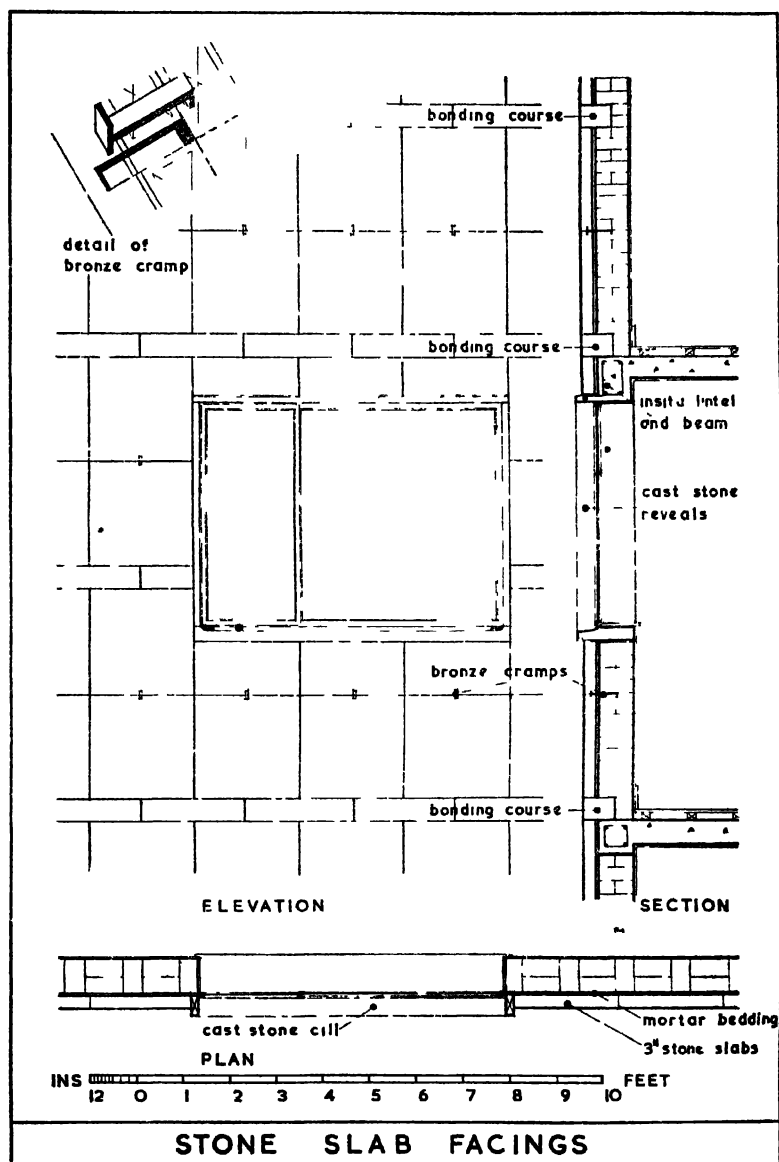 bonding course
detail of
bronze cramp
bonding course
insitu lintel
and beam
cast stone
reveals
bronze cramps
bonding course
ELEVATION
SECTION
cast stone cill
mortar bedding
3" stone slabs
PLAN
INS
FEET
12 0 1 2 3 4 5 6 7 8 9 10
STONE SLAB FACINGS